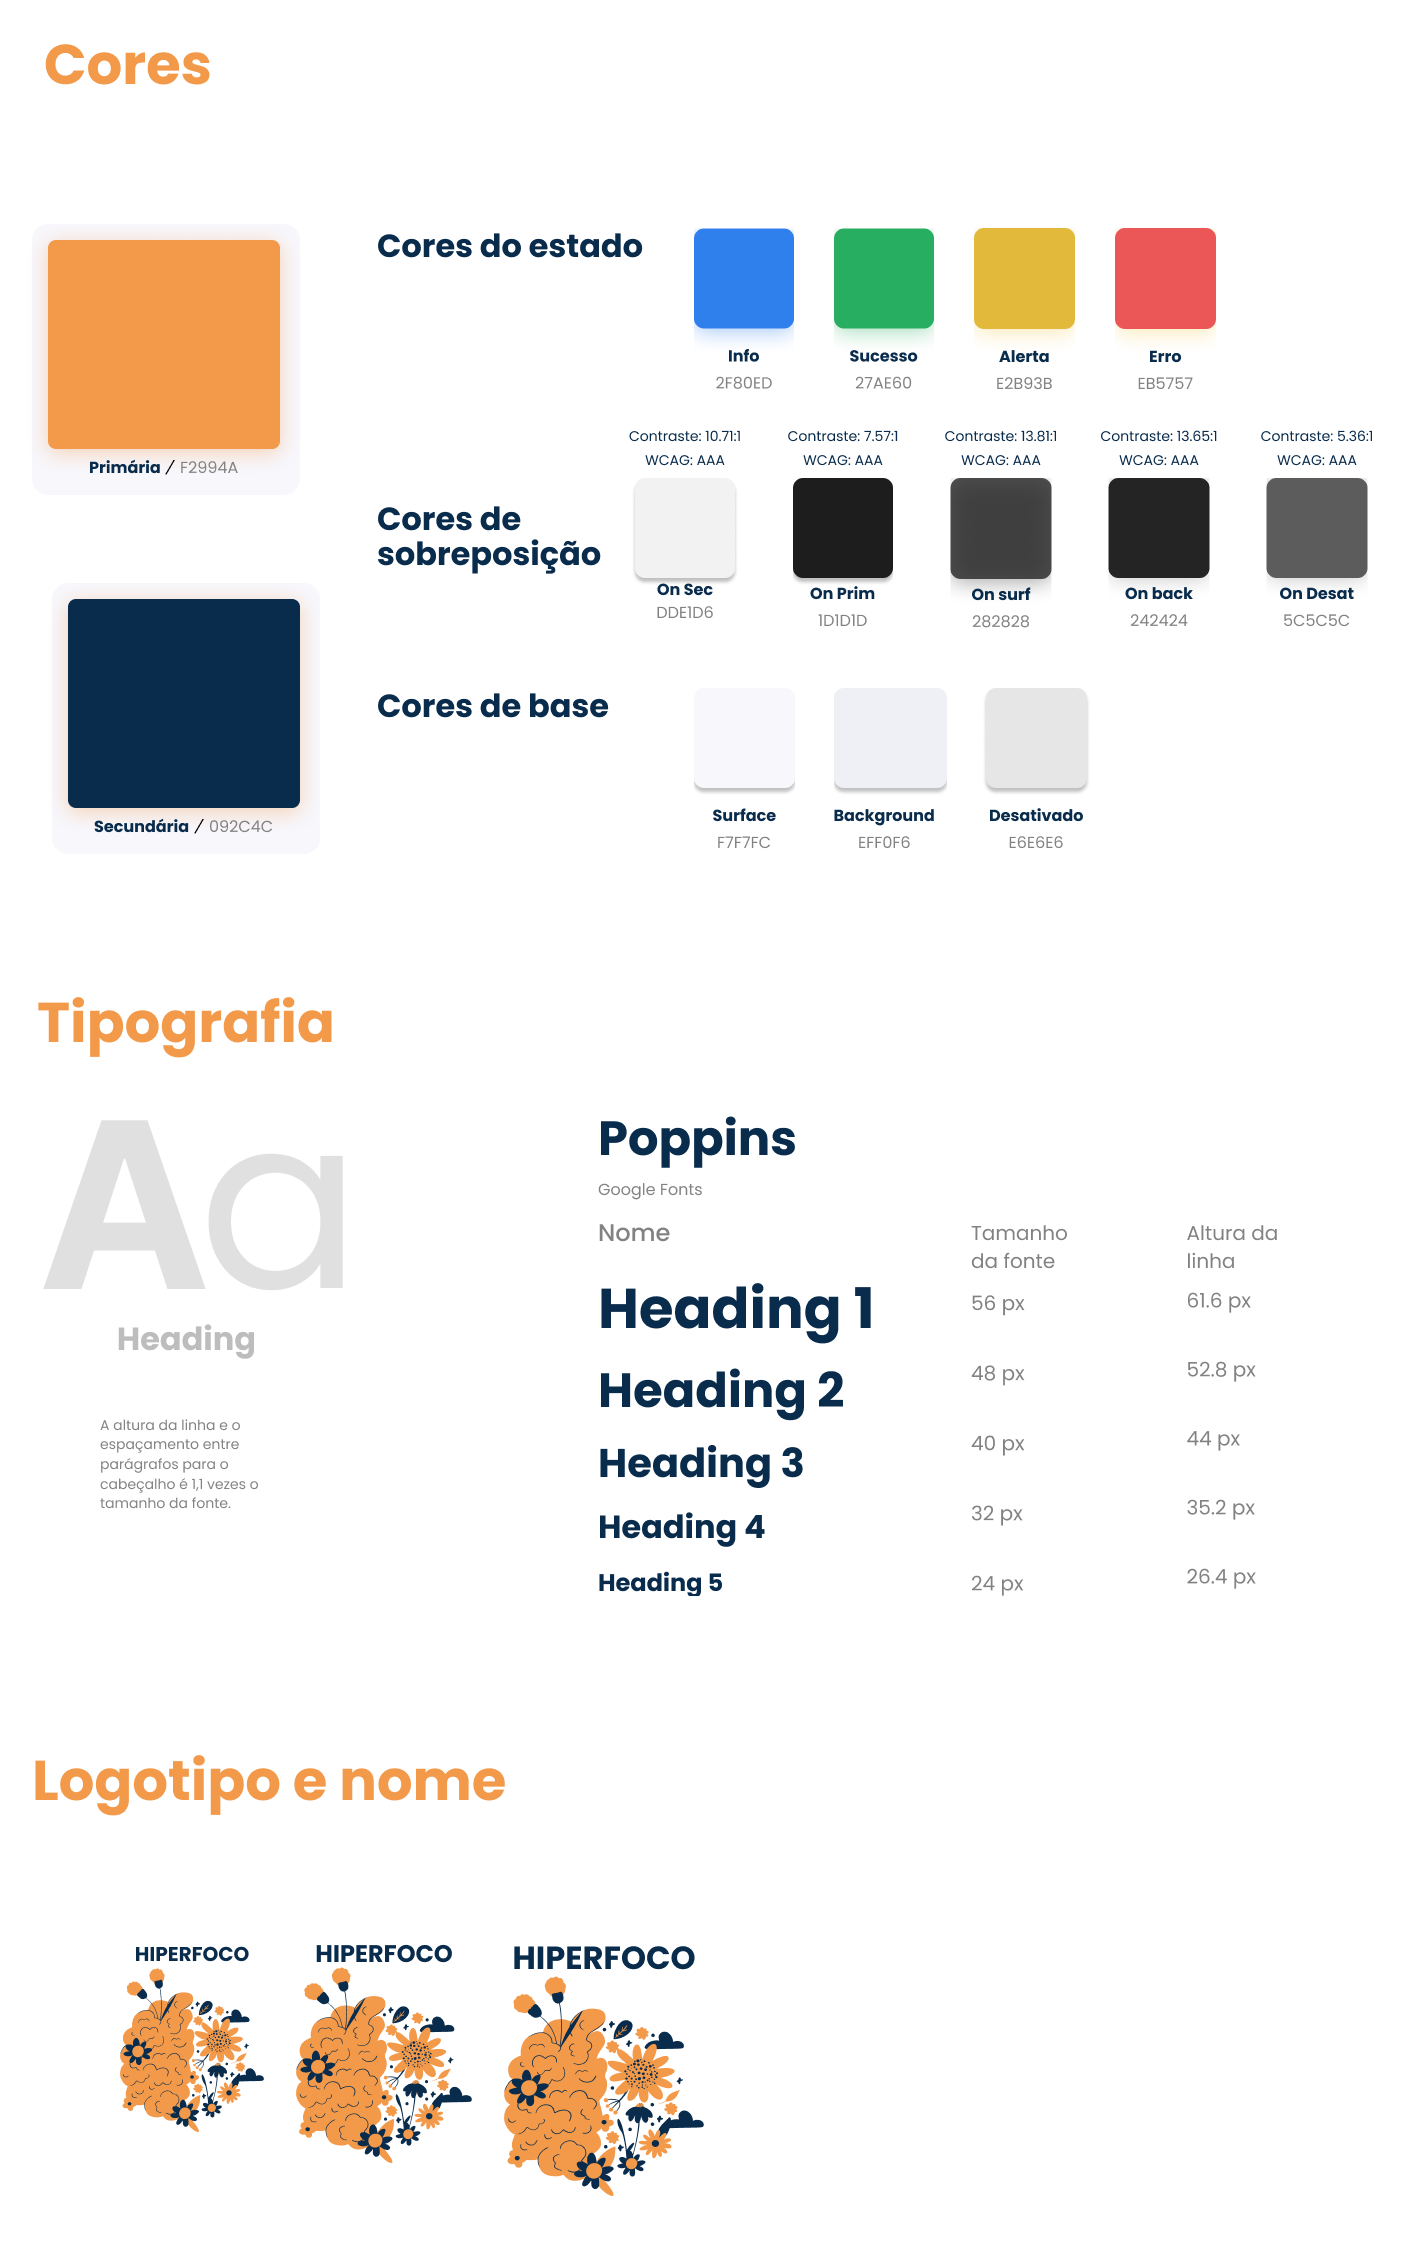 Cores
Primária / F2994A
Secundária / 092C4C
Cores do estado
Info
2F80ED
Sucesso
27AE60
Alerta
E2B93B
Erro
EB5757
Cores de
sobreposição
Contraste: 10.71:1
WCAG: AAA
On Sec
DDE1D6
Contraste: 7.57:1
WCAG: AAA
On Prim
1D1D1D
Contraste: 13.81:1
WCAG: AAA
On surf
282828
Contraste: 13.65:1
WCAG: AAA
On back
242424
Contraste: 5.36:1
WCAG: AAA
On Desat
5C5C5C
Cores de base
Surface
F7F7FC
Background
EFF0F6
Desativado
E6E6E6
Tipografia
Aa
Heading
A altura da linha e o
espaçamento entre
parágrafos para o
cabeçalho é 1,1 vezes o
tamanho da fonte.
Poppins
Google Fonts
Nome
Tamanho
da fonte
Altura da
linha
Heading 1
56 px
61.6 px
Heading 2
48 px
52.8 px
Heading 3
40 px
44 px
Heading 4
32 px
35.2 px
Heading 5
24 px
26.4 px
Logotipo e nome
HIPERFOCO
HIPERFOCO
HIPERFOCO